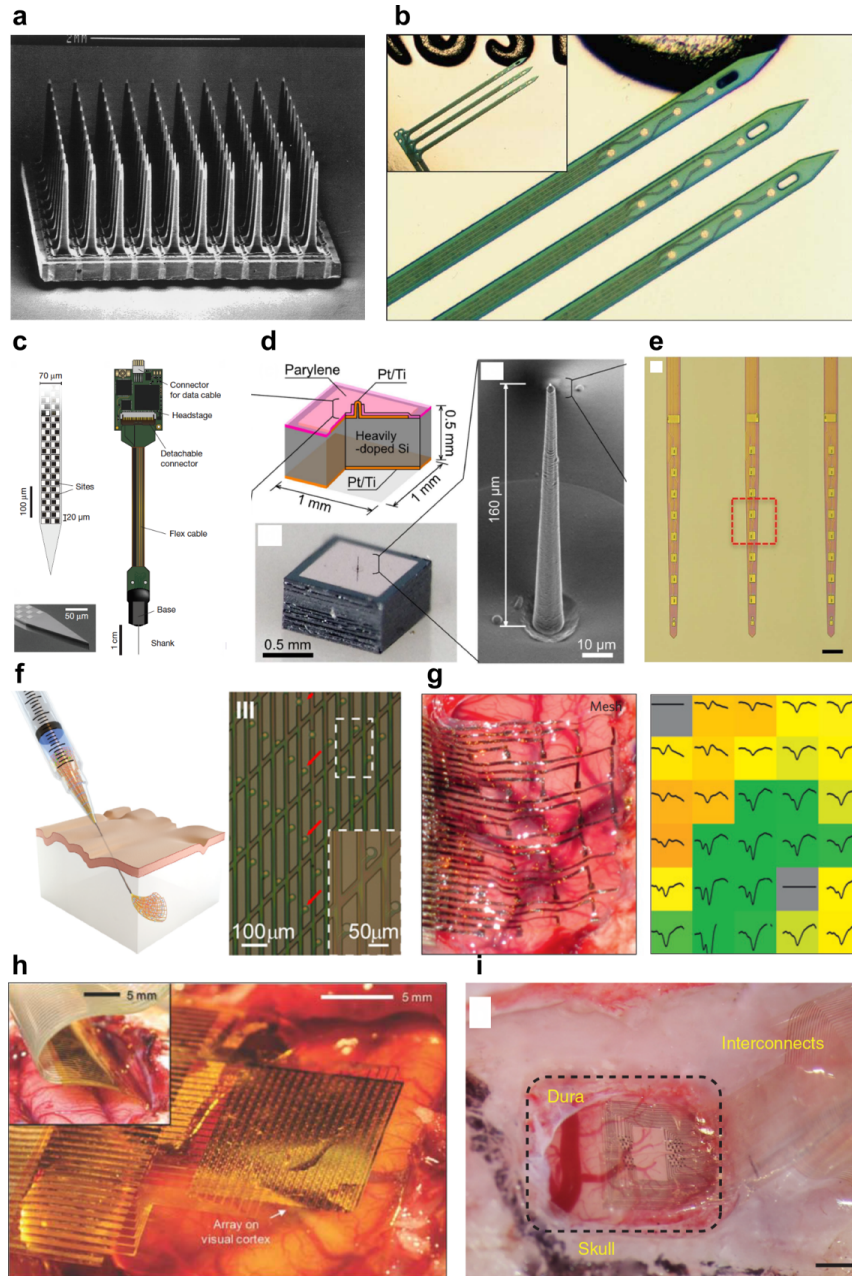 a
2MM
b
c
70 μm
100 μm
Sites
20 μm
50 μm
Connector
for data cable
Headstage
Detachable
connector
Flex cable
Base
1 cm
Shank
d
Parylene
Pt/Ti
Heavily
-doped Si
0.5 mm
Pt/Ti
1 mm
1 mm
0.5 mm
160 μm
10 μm
e
f
III
100μm
50μm
g
Mesh
h
5 mm
5 mm
Array on
visual cortex
i
Interconnects
Dura
Skull